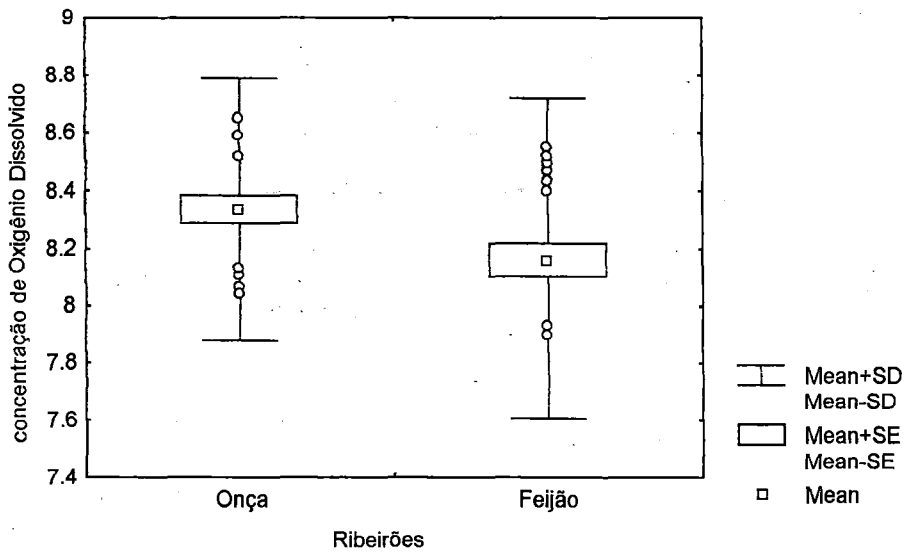 9
8.8
8.6
8.4
8.2
8
7.8
7.6
7.4
concentração de Oxigênio Dissolvido
Onça
Feijão
Ribeirões
Mean+SD
Mean-SD
Mean+SE
Mean-SE
Mean